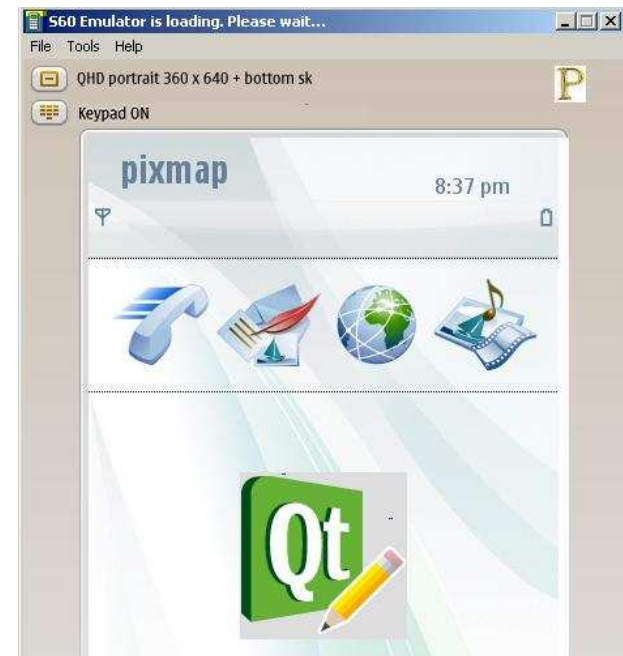 S60 Emulator is loading. Please wait...
File Tools Help
QHD portrait 360 x 640 + bottom sk
P
Keypad ON
pixmap
8:37 pm
Qt